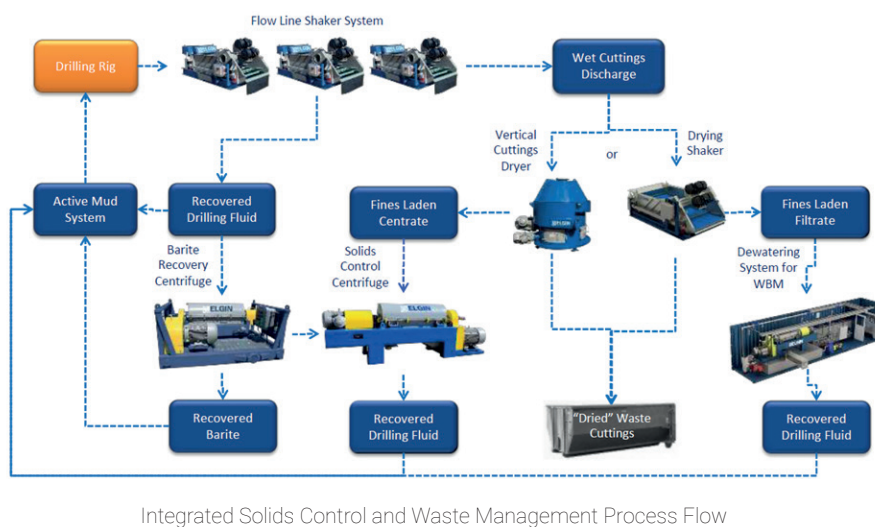 Flow Line Shaker System
Drilling Rig
Wet Cuttings
Discharge
Vertical
Cuttings
Dryer
or
Drying
Shaker
Active Mud
System
Recovered
Drilling Fluid
Fines Laden
Centrate
Fines Laden
Filtrate
Barite
Recovery
Centrifuge
Solids
Control
Centrifuge
Dewatering
System for
WBM
ELGIN
ELGIN
ELGIN
Recovered
Barite
Recovered
Drilling Fluid
"Dried" Waste
Cuttings
Recovered
Drilling Fluid
Integrated Solids Control and Waste Management Process Flow